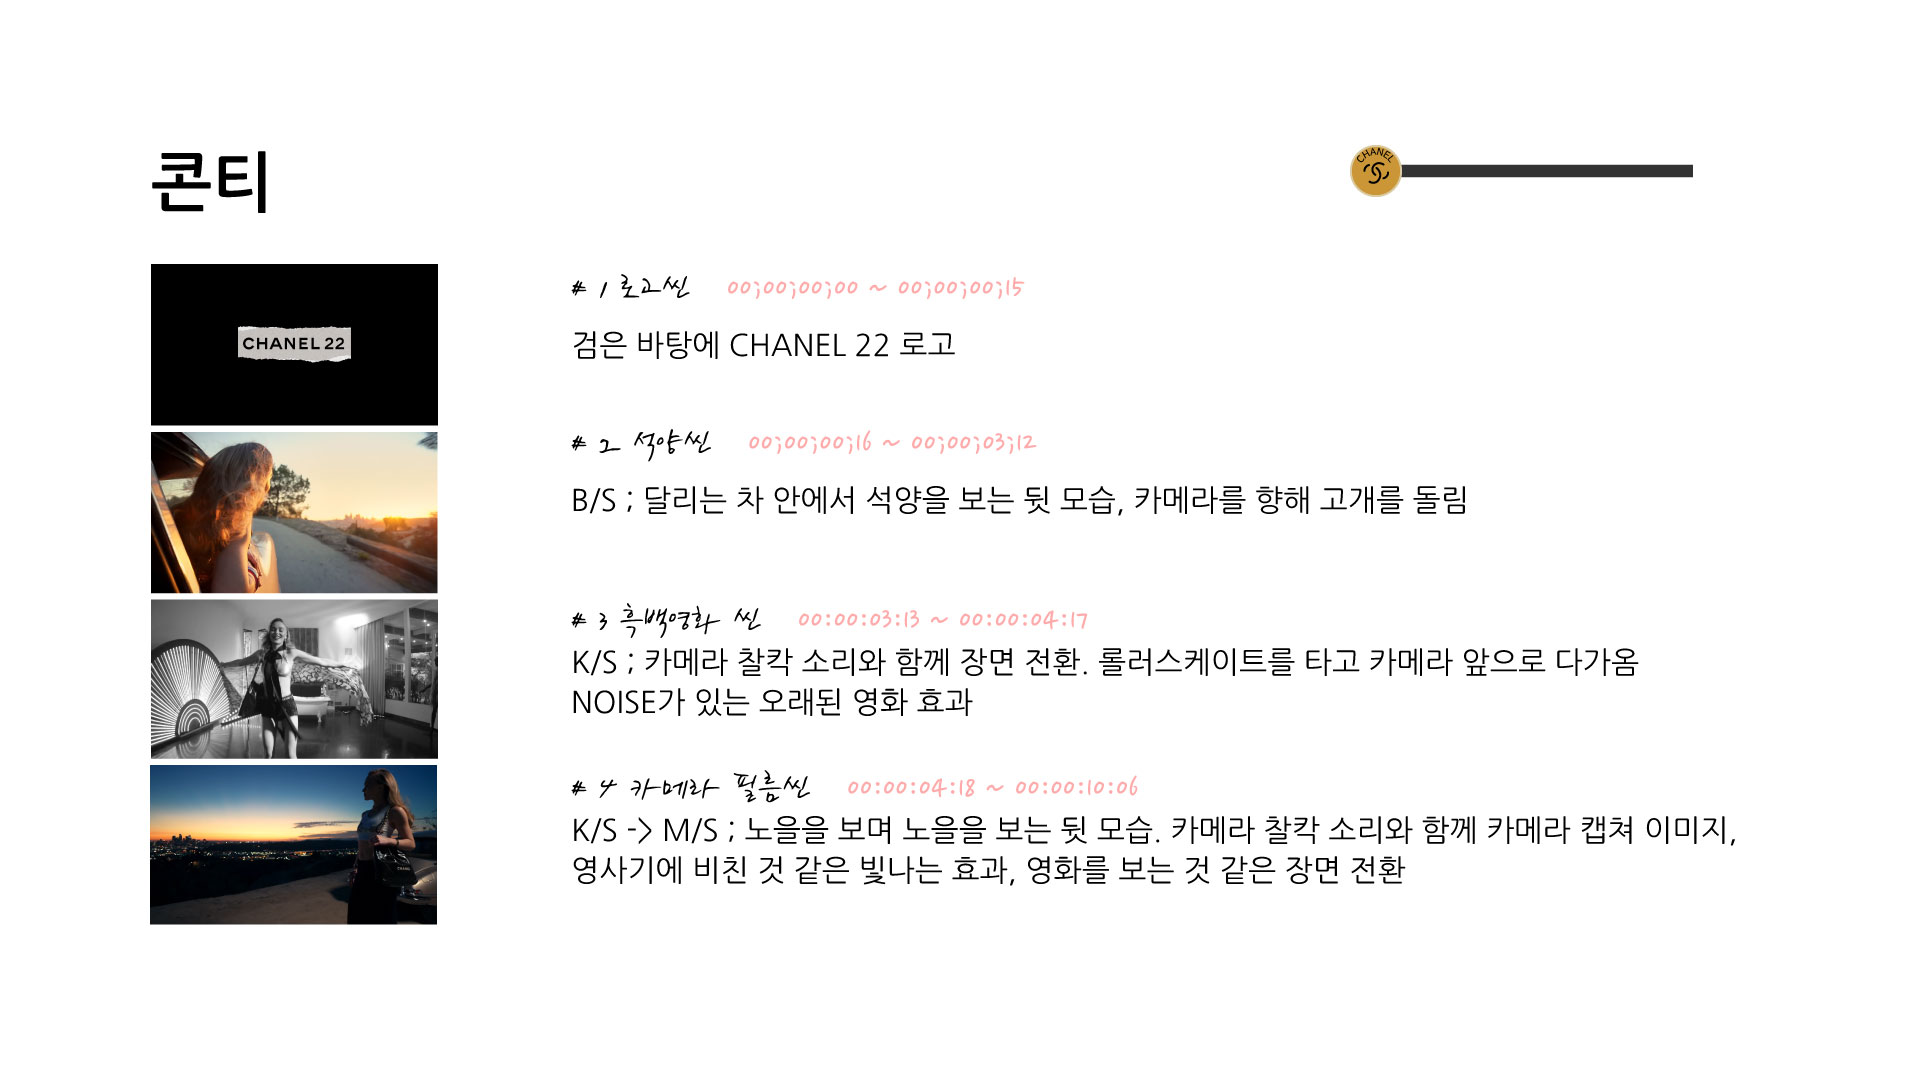 콘티
CHANEL
CHANEL 22
# 1 로고씬 00;00;00;00 ~ 00;00;00;15
검은 바탕에 CHANEL 22 로고
# 2 석양씬 00;00;00;16 ~ 00;00;03;12
B/S ; 달리는 차 안에서 석양을 보는 뒷 모습, 카메라를 향해 고개를 돌림
# 3 흑백영화 씬 00:00:03:13 ~ 00:00:04:17
K/S ; 카메라 찰칵 소리와 함께 장면 전환. 롤러스케이트를 타고 카메라 앞으로 다가옴
NOISE가 있는 오래된 영화 효과
# 4 카메라 필름씬 00:00:04:18 ~ 00:00:10:06
K/S -> M/S ; 노을을 보며 노을을 보는 뒷 모습. 카메라 찰칵 소리와 함께 카메라 캡쳐 이미지,
영사기에 비친 것 같은 빛나는 효과, 영화를 보는 것 같은 장면 전환
CHANEL